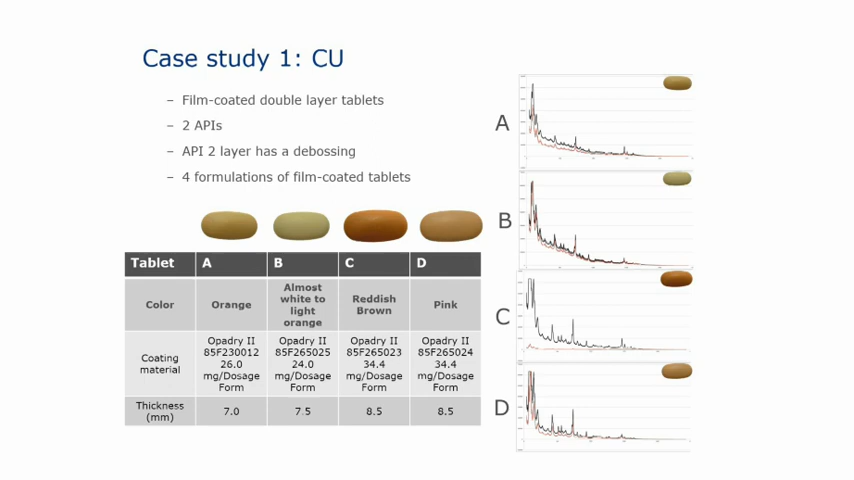 Case study 1: CU
– Film-coated double layer tablets
– 2 APIs
– API 2 layer has a debossing
– 4 formulations of film-coated tablets
Tablet A B C D
Color
Orange
Almost
white to
light
orange
Reddish
Brown
Pink
Coating
material
Opadry II
85F230012
26.0
mg/Dosage
Form
Opadry II
85F265025
24.0
mg/Dosage
Form
Opadry II
85F265023
34.4
mg/Dosage
Form
Opadry II
85F265024
34.4
mg/Dosage
Form
Thickness
(mm)
7.0
7.5
8.5
8.5
A
B
C
D